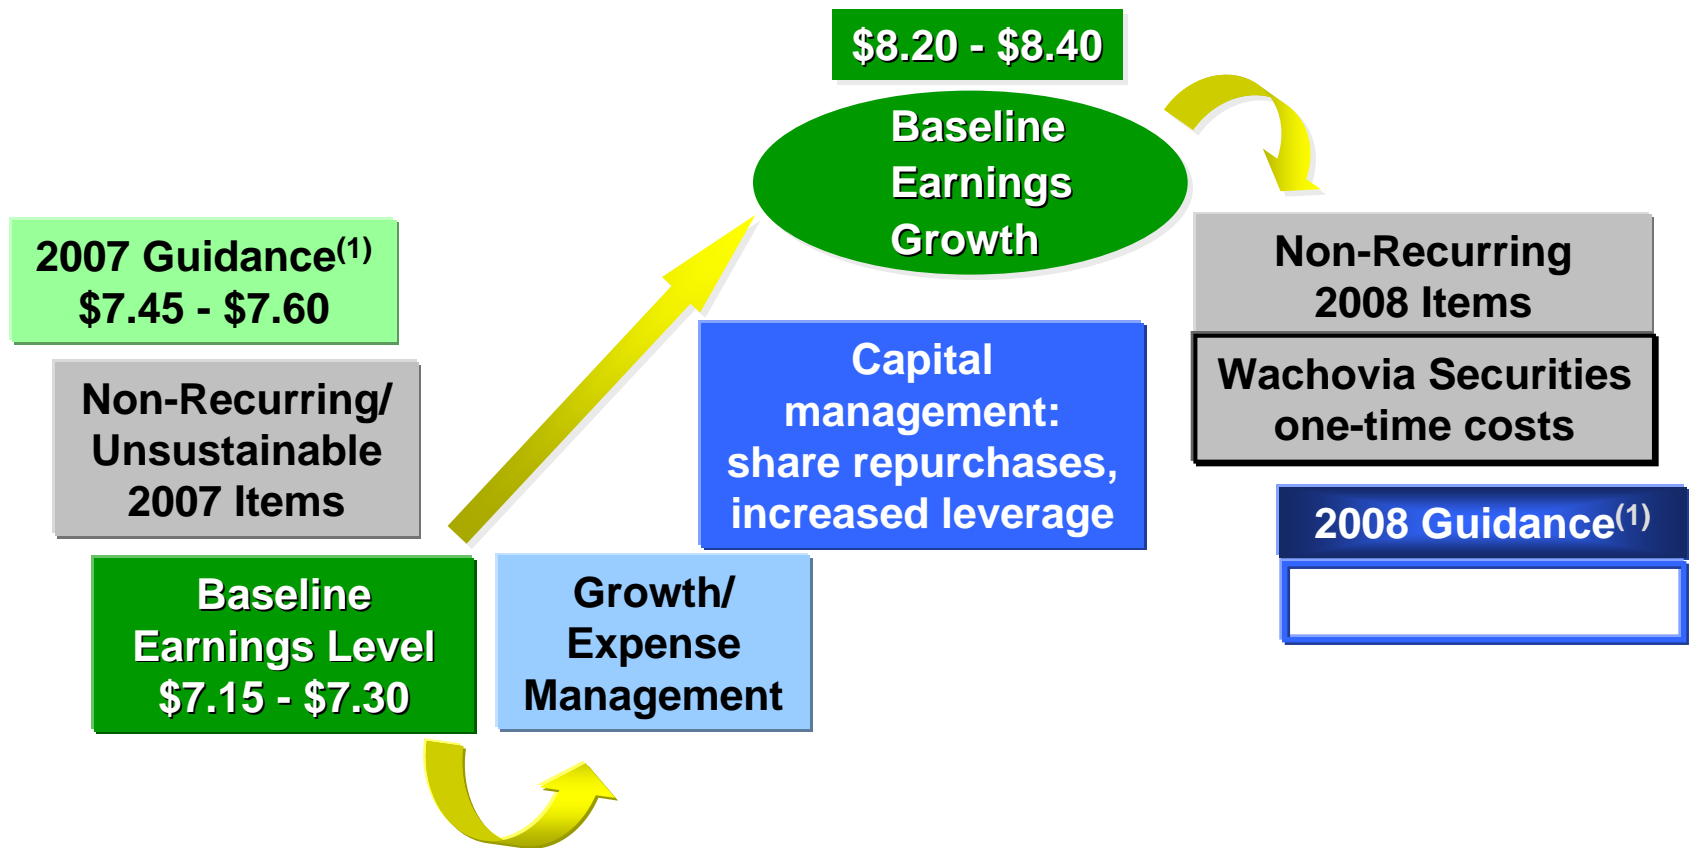 $8.20 - $8.40
Baseline
Earnings
Growth
2007 Guidance(1)
$7.45 - $7.60
Non-Recurring/
Unsustainable
2007 Items
Baseline
Earnings Level
$7.15 - $7.30
Growth/
Expense
Management
Capital
management:
share repurchases,
increased leverage
Non-Recurring
2008 Items
Wachovia Securities
one-time costs
2008 Guidance(1)